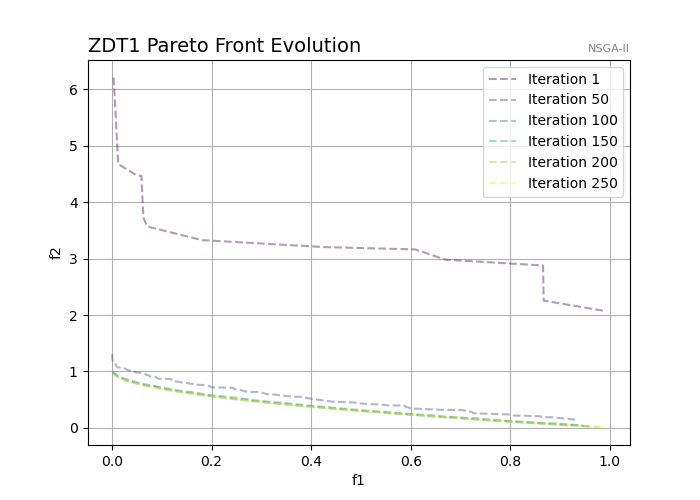 ZDT1 Pareto Front Evolution
NSGA-II
Iteration 1
Iteration 50
Iteration 100
Iteration 150
Iteration 200
Iteration 250
f2
6
5
4
3
2
1
0
0.0 0.2 0.4 0.6 0.8 1.0
f1